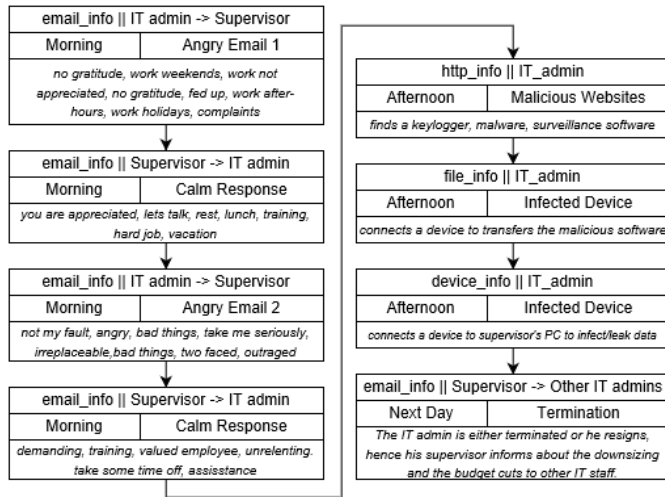 email_info || IT admin -> Supervisor
Morning Angry Email 1
no gratitude, work weekends, work not
appreciated, no gratitude, fed up, work after-
hours, work holidays, complaints
email_info || Supervisor -> IT admin
Morning Calm Response
you are appreciated, lets talk, rest, lunch, training,
hard job, vacation
email_info || IT admin -> Supervisor
Morning Angry Email 2
not my fault, angry, bad things, take me seriously,
irreplaceable,bad things, two faced, outraged
email_info || Supervisor -> IT admin
Morning Calm Response
demanding, training, valued employee, unrelenting.
take some time off, assisstance
http_info || IT_admin
Afternoon Malicious Websites
finds a keylogger, malware, surveillance software
file_info || IT_admin
Afternoon Infected Device
connects a device to transfers the malicious software
device_info || IT_admin
Afternoon Infected Device
connects a device to supervisor's PC to infect/leak data
email_info || Supervisor -> Other IT admins
Next Day Termination
The IT admin is either terminated or he resigns,
hence his supervisor informs about the downsizing
and the budget cuts to other IT staff.